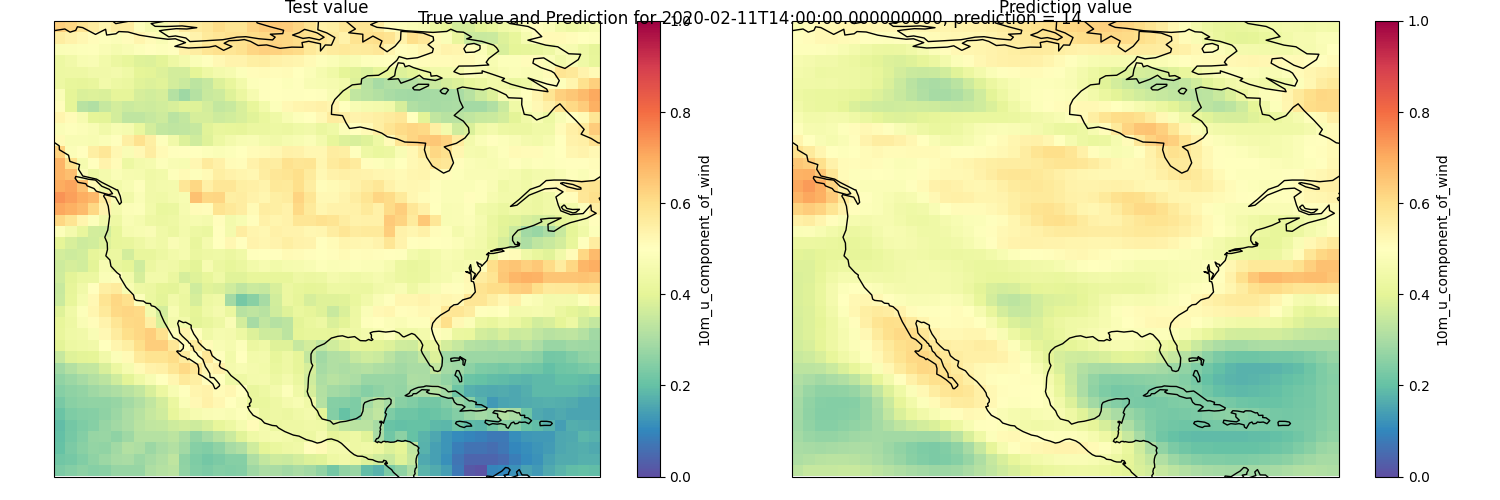 Test value
True value and Prediction for 2020-02-11T14:00:00.000000000, prediction = 14
Prediction value
1.0
0.8
0.6
0.4
0.2
0.0
10m_u_component_of_wind
1.0
0.8
0.6
0.4
0.2
0.0
10m_u_component_of_wind